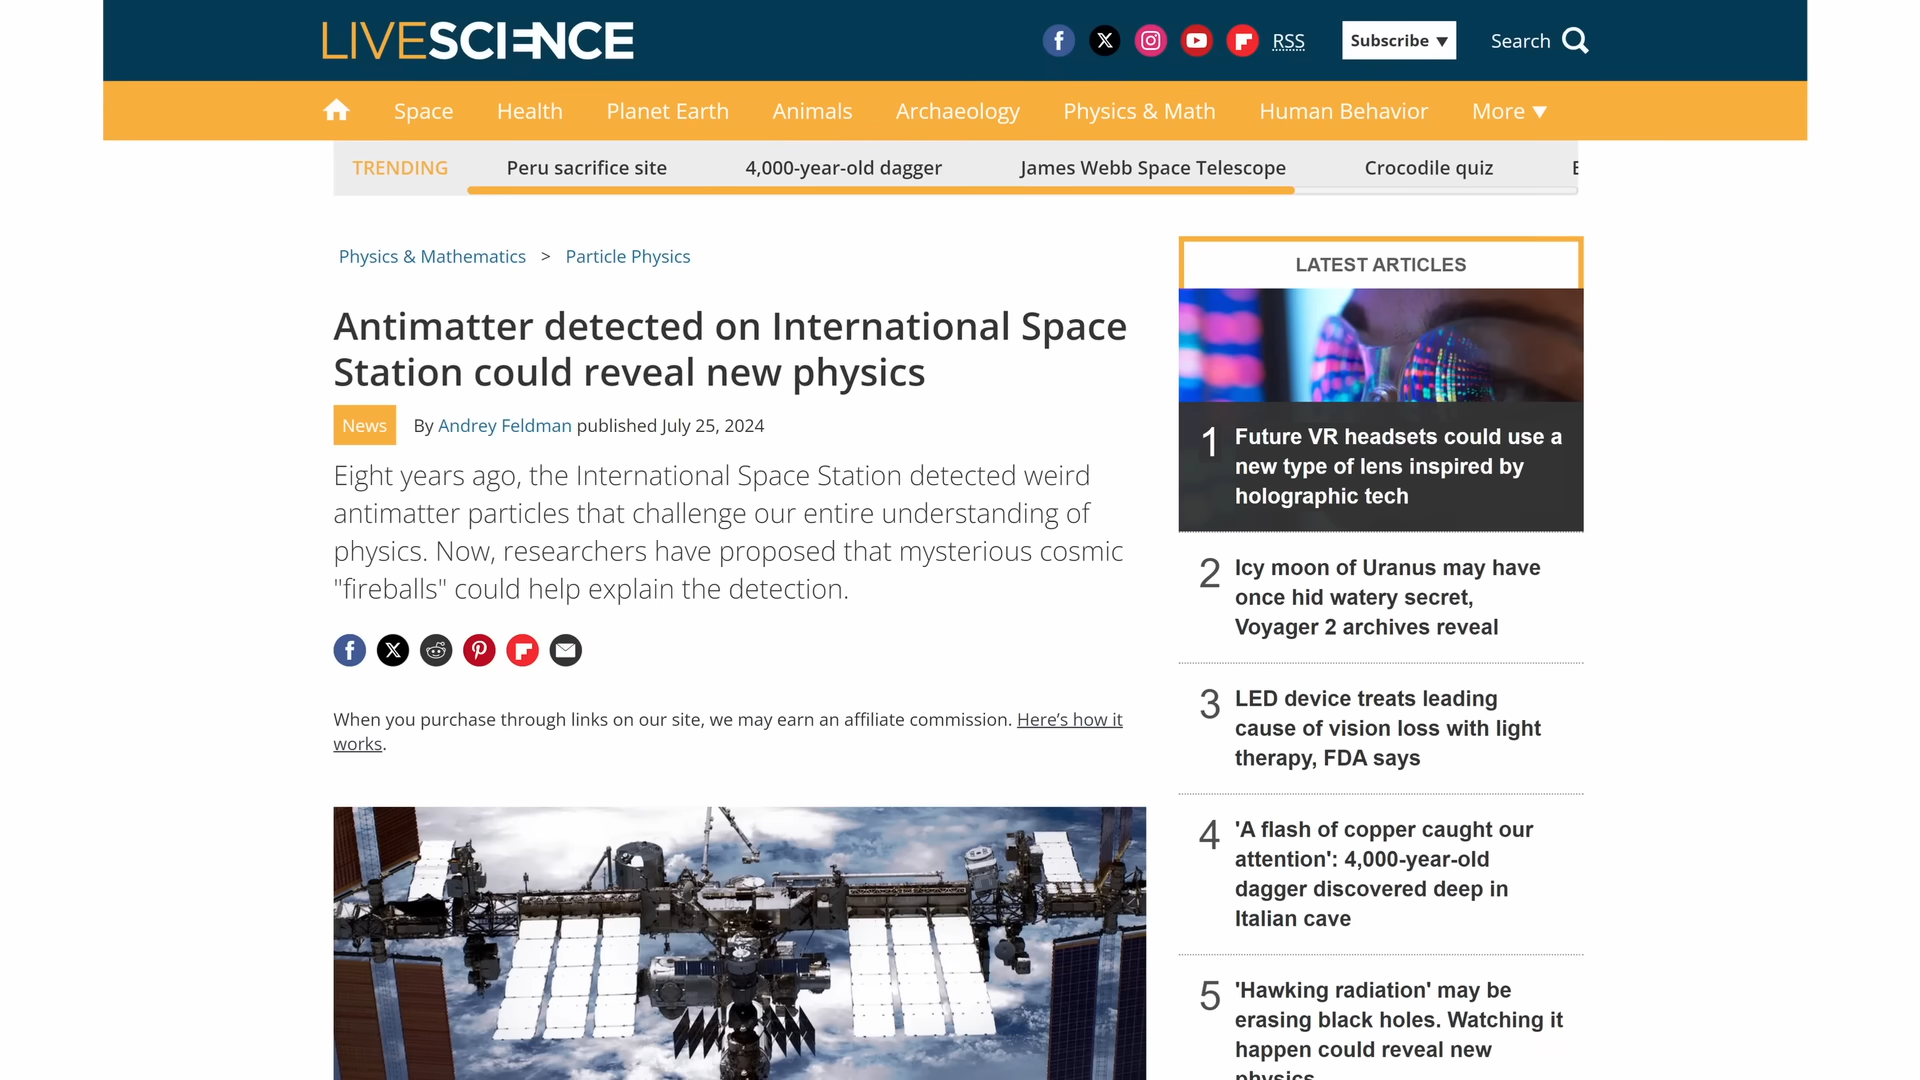 LIVESCIENCE
RSS
Subscribe ▼
Search
Space
Health
Planet Earth
Animals
Archaeology
Physics & Math
Human Behavior
More ▼
TRENDING
Peru sacrifice site
4,000-year-old dagger
James Webb Space Telescope
Crocodile quiz
Physics & Mathematics > Particle Physics
Antimatter detected on International Space
Station could reveal new physics
News
By Andrey Feldman published July 25, 2024
Eight years ago, the International Space Station detected weird
antimatter particles that challenge our entire understanding of
physics. Now, researchers have proposed that mysterious cosmic
"fireballs" could help explain the detection.
When you purchase through links on our site, we may earn an affiliate commission. Here’s how it
works.
LATEST ARTICLES
1 Future VR headsets could use a
new type of lens inspired by
holographic tech
2 Icy moon of Uranus may have
once hid watery secret,
Voyager 2 archives reveal
3 LED device treats leading
cause of vision loss with light
therapy, FDA says
4 'A flash of copper caught our
attention': 4,000-year-old
dagger discovered deep in
Italian cave
5 'Hawking radiation' may be
erasing black holes. Watching it
happen could reveal new
physics